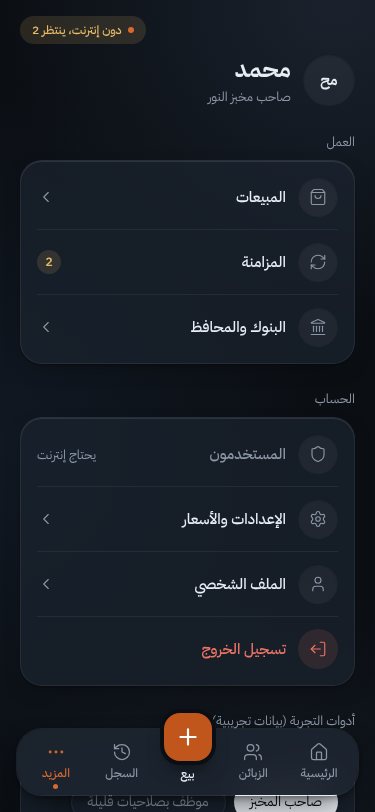 دون إنترنت، ينتظر 2
مح
محمد
صاحب مخبز النور
العمل
المبيعات
المزامنة
2
البنوك والمحافظ
الحساب
المستخدمون
يحتاج إنترنت
الإعدادات والأسعار
الملف الشخصي
تسجيل الخروج
أدوات التجربة (بيانات تجريبية)
صاحب المخبز
موظف بصلاحيات قليلة
الرئيسية
الزبائن
بيع
السجل
المزيد